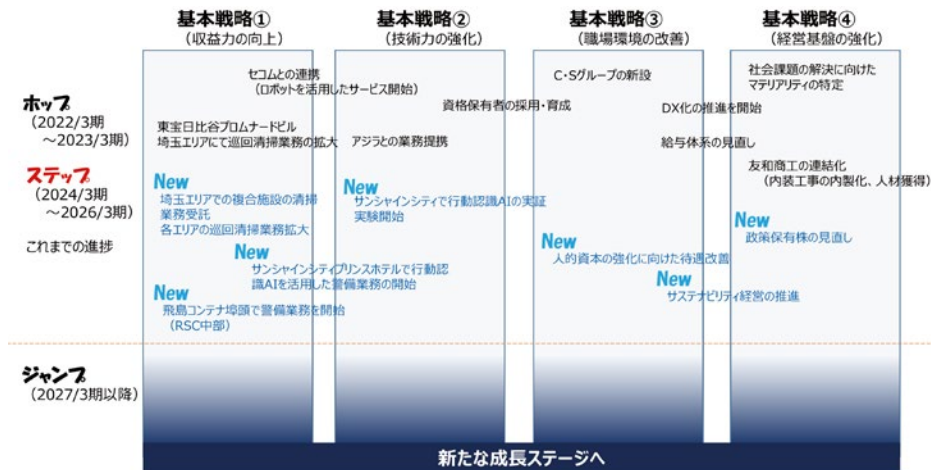 基本戦略①
(収益力の向上)
基本戦略②
(技術力の強化)
基本戦略③
(職場環境の改善)
基本戦略④
(経営基盤の強化)
ホップ
(2022/3期
～2023/3期)
セコムとの連携
(ロボットを活用したサービス開始)
東宝日比谷プロムナードビル
埼玉エリアにて巡回清掃業務の拡大
資格保有者の採用・育成
アジラとの業務提携
C・Sグループの新設
DX化の推進を開始
給与体系の見直し
社会課題の解決に向けた
マテリアリティの特定
友和商工の連結化
(内装工事の内製化、人材獲得)
ステップ
(2024/3期
～2026/3期)
これまでの進捗
New
埼玉エリアでの複合施設の清掃
業務受託
各エリアの巡回清掃業務拡大
New
サンシャインシティプリンスホテルで行動認
識AIを活用した警備業務の開始
New
飛島コンテナ埠頭で警備業務を開始
(RSC中部)
New
サンシャインシティで行動認識AIの実証
実験開始
New
人的資本の強化に向けた待遇改善
New
サステナビリティ経営の推進
New
政策保有株の見直し
ジャンプ
(2027/3期以降)
新たな成長ステージへ